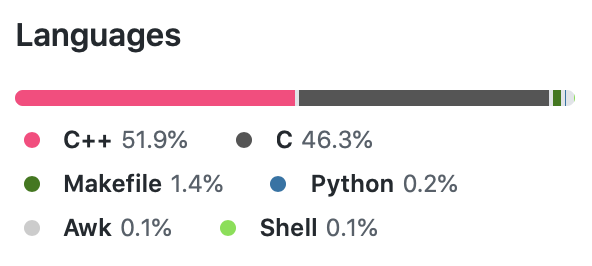 Languages
C++ 51.9% C 46.3%
Makefile 1.4% Python 0.2%
Awk 0.1% Shell 0.1%